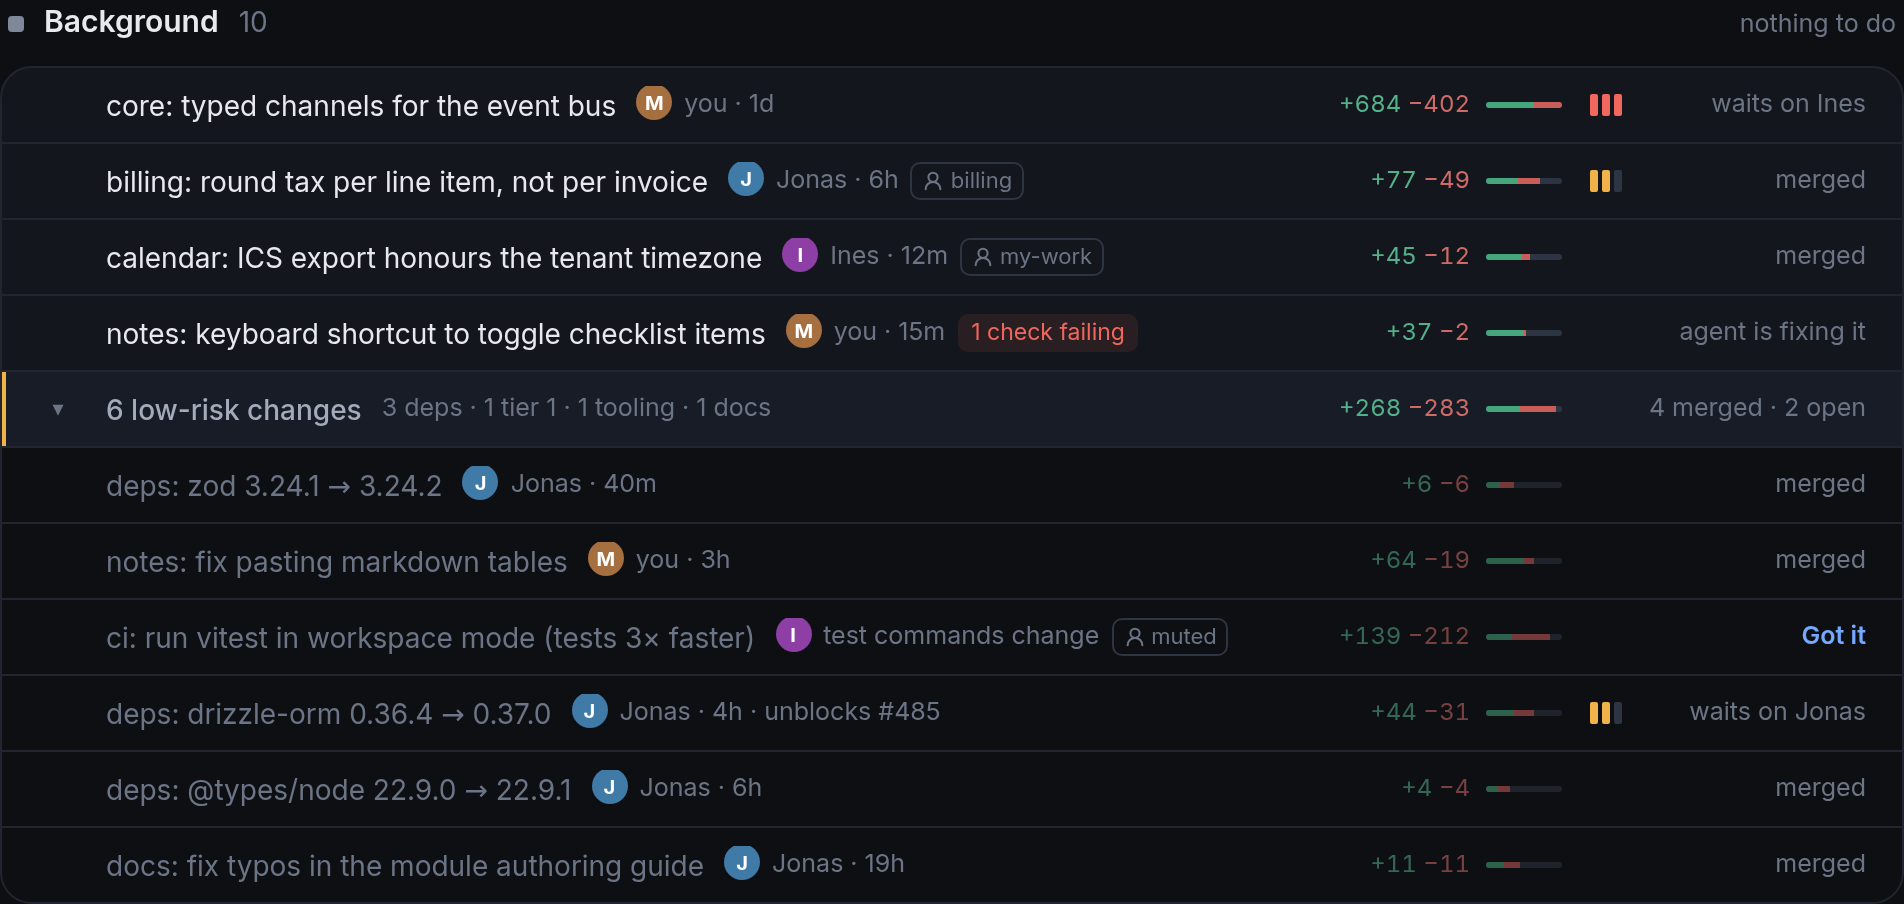 Background 10 nothing to do
core: typed channels for the event bus M you · 1d +684 −402 waits on Ines
billing: round tax per line item, not per invoice J Jonas · 6h billing +77 −49 merged
calendar: ICS export honours the tenant timezone I Ines · 12m my-work +45 −12 merged
notes: keyboard shortcut to toggle checklist items M you · 15m 1 check failing +37 −2 agent is fixing it
▼ 6 low-risk changes 3 deps · 1 tier 1 · 1 tooling · 1 docs +268 −283 4 merged · 2 open
deps: zod 3.24.1 → 3.24.2 J Jonas · 40m +6 −6 merged
notes: fix pasting markdown tables M you · 3h +64 −19 merged
ci: run vitest in workspace mode (tests 3× faster) I test commands change muted +139 −212 Got it
deps: drizzle-orm 0.36.4 → 0.37.0 J Jonas · 4h · unblocks #485 +44 −31 waits on Jonas
deps: @types/node 22.9.0 → 22.9.1 J Jonas · 6h +4 −4 merged
docs: fix typos in the module authoring guide J Jonas · 19h +11 −11 merged